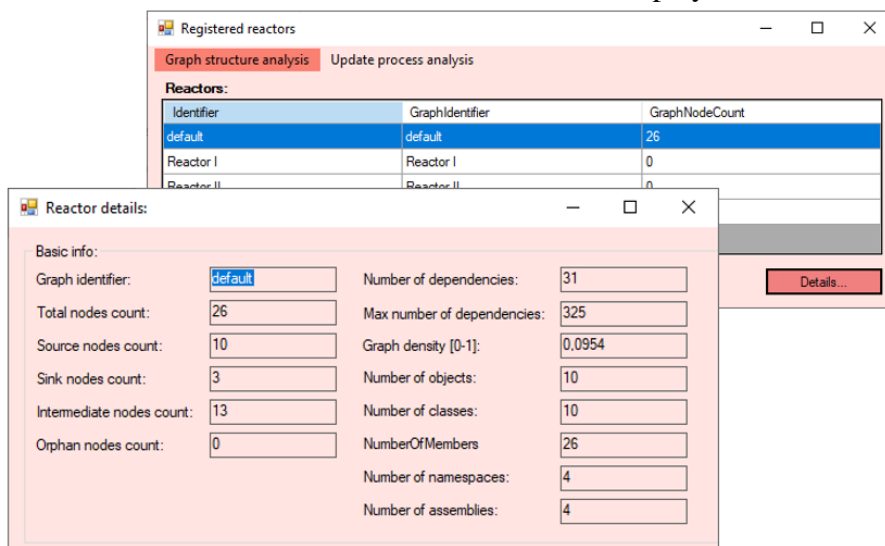 Registered reactors
Graph structure analysis Update process analysis
Reactors:
Identifier GraphIdentifier GraphNodeCount
default default 26
Reactor I Reactor I 0
Reactor II Reactor II 0
Details...
Reactor details:
Basic info:
Graph identifier: default Number of dependencies: 31
Total nodes count: 26 Max number of dependencies: 325
Source nodes count: 10 Graph density [0-1]: 0,0954
Sink nodes count: 3 Number of objects: 10
Intermediate nodes count: 13 Number of classes: 10
Orphan nodes count: 0 NumberOfMembers 26
Number of namespaces: 4
Number of assemblies: 4